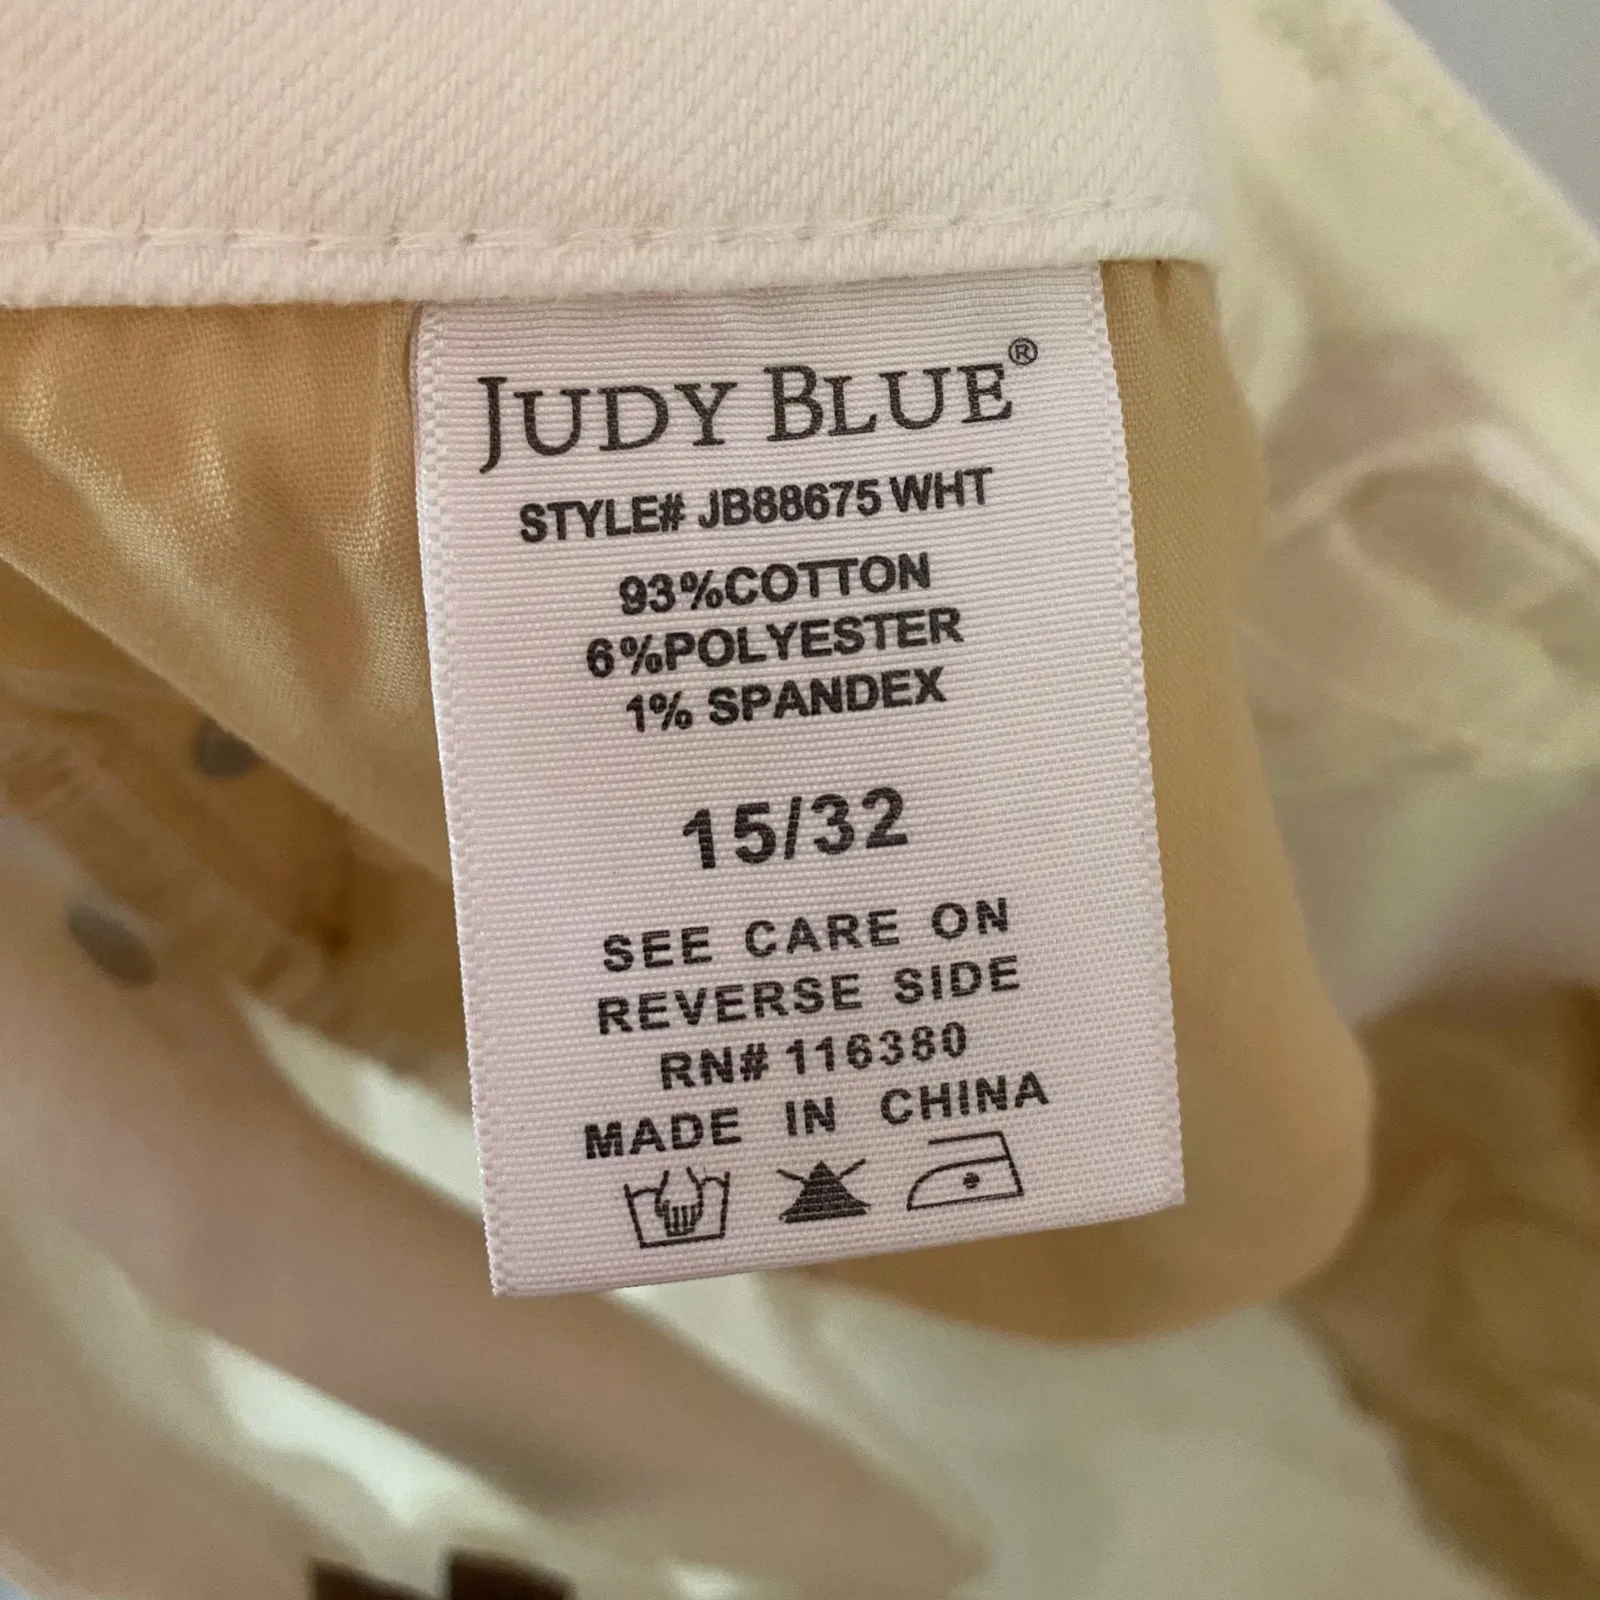 JUDY BLUE®
STYLE# JB88675 WHT
93%COTTON
6%POLYESTER
1% SPANDEX
15/32
SEE CARE ON
REVERSE SIDE
RN# 116380
MADE IN CHINA